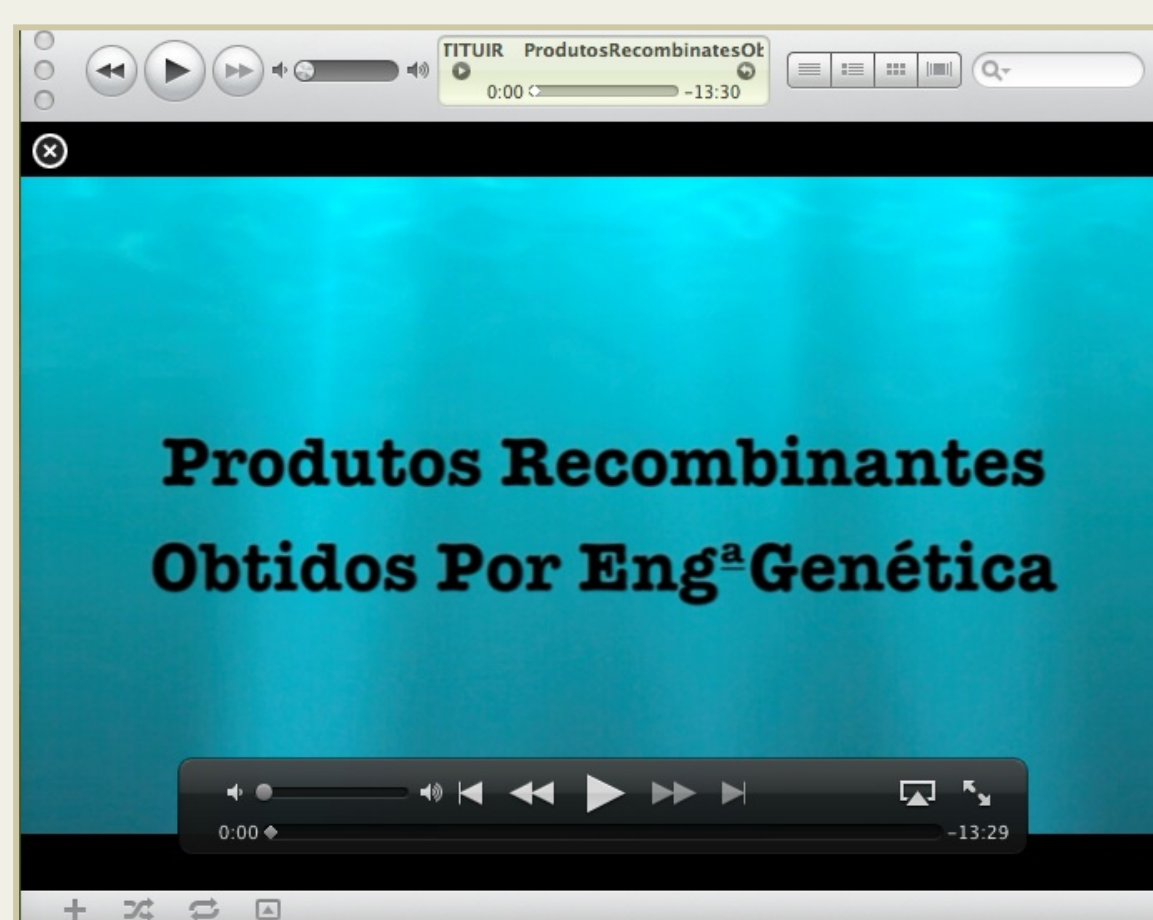 TITUIR ProdutosRecombinatesOb
0:00 -13:30
Produtos Recombinantes
Obtidos Por EngªGenética
0:00 -13:29